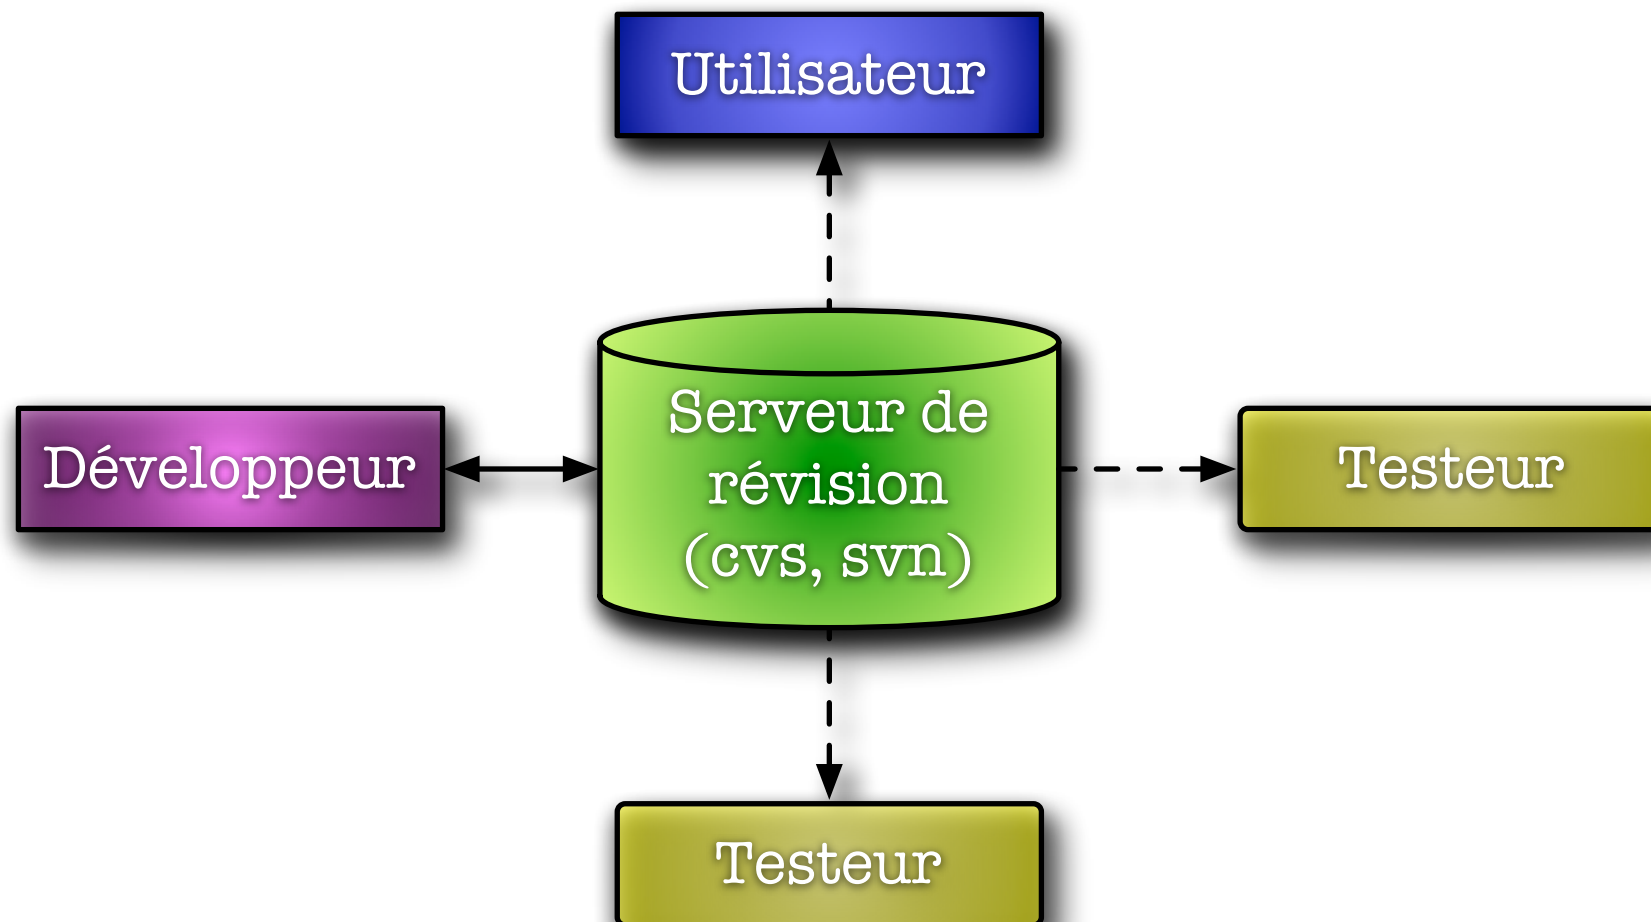 Utilisateur
Développeur
Serveur de
révision
(cvs, svn)
Testeur
Testeur